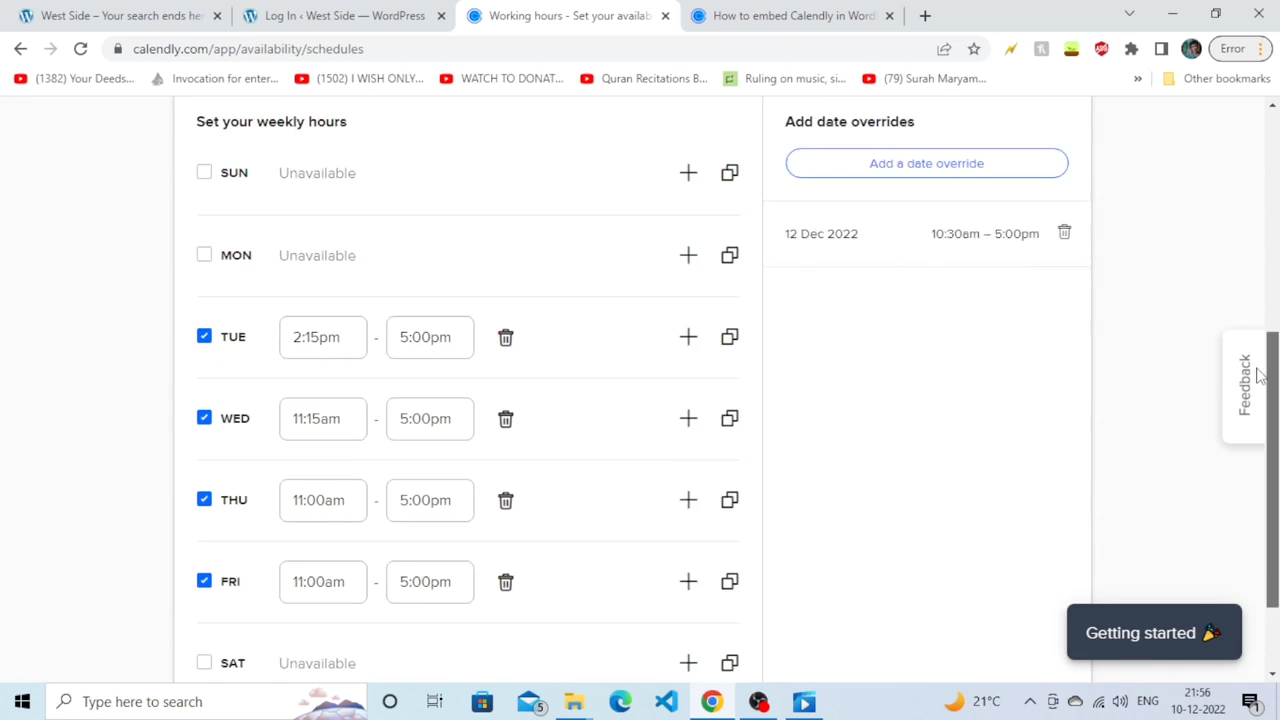 West Side – Your search ends her
Log In ‹ West Side — WordPress
Working hours - Set your availab
How to embed Calendly in Word
calendly.com/app/availability/schedules
Error
(1382) Your Deeds...
Invocation for enter...
(1502) I WISH ONLY...
WATCH TO DONAT...
Quran Recitations B...
Ruling on music, si...
(79) Surah Maryam...
»
Other bookmarks
Set your weekly hours
Add date overrides
Add a date override
SUN Unavailable
12 Dec 2022 10:30am – 5:00pm
MON Unavailable
TUE 2:15pm - 5:00pm
WED 11:15am - 5:00pm
THU 11:00am - 5:00pm
FRI 11:00am - 5:00pm
SAT Unavailable
Feedback
Getting started
Type here to search
5
21°C
ENG
21:56
10-12-2022
1